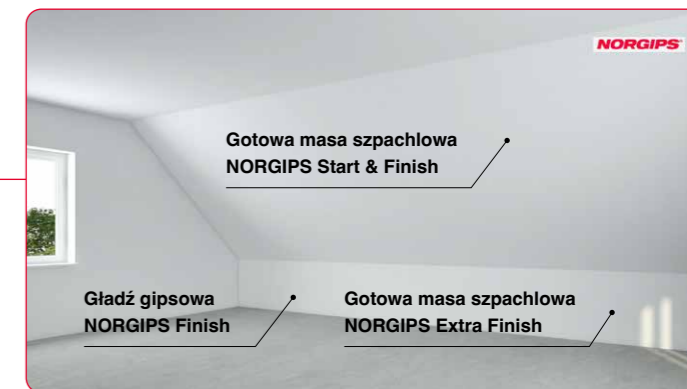 NORGIPS
Gotowa masa szpachlowa
NORGIPS Start & Finish
Gładź gipsowa
NORGIPS Finish
Gotowa masa szpachlowa
NORGIPS Extra Finish